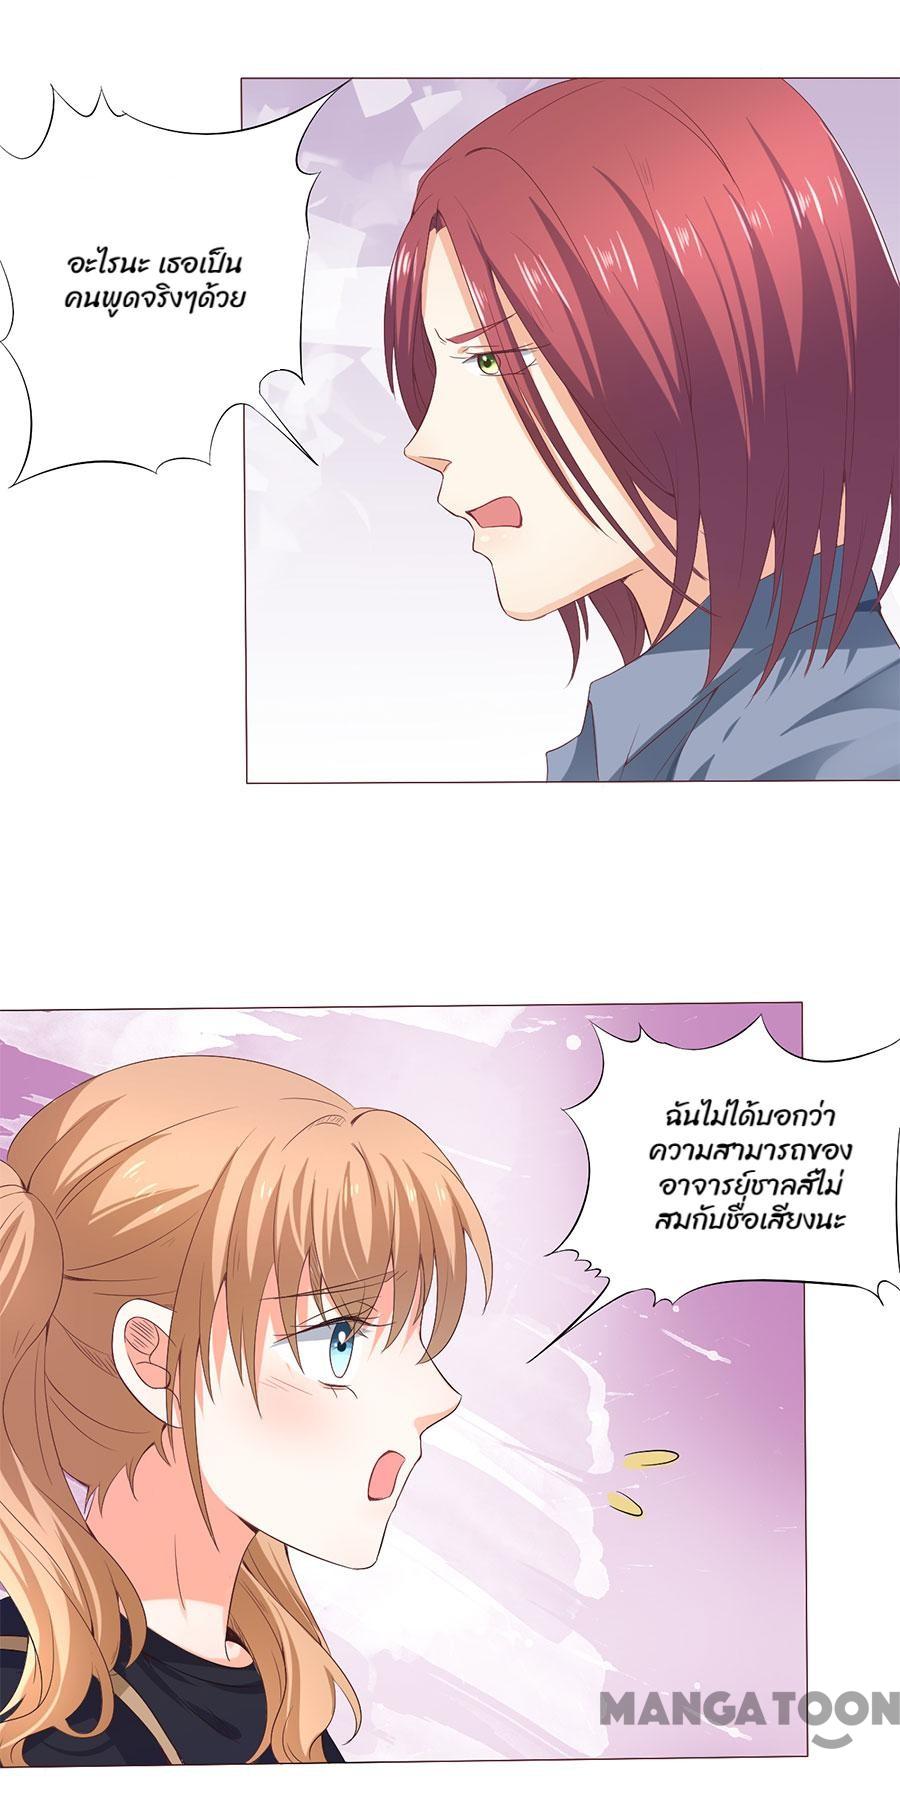 อะไรนะ เธอเป็น
คนพูดจริงๆด้วย
ฉันไม่ได้บอกว่า
ความสามารถของ
อาจารย์ชาลส์ไม่
สมกับชื่อเสียงนะ
MANGATOON